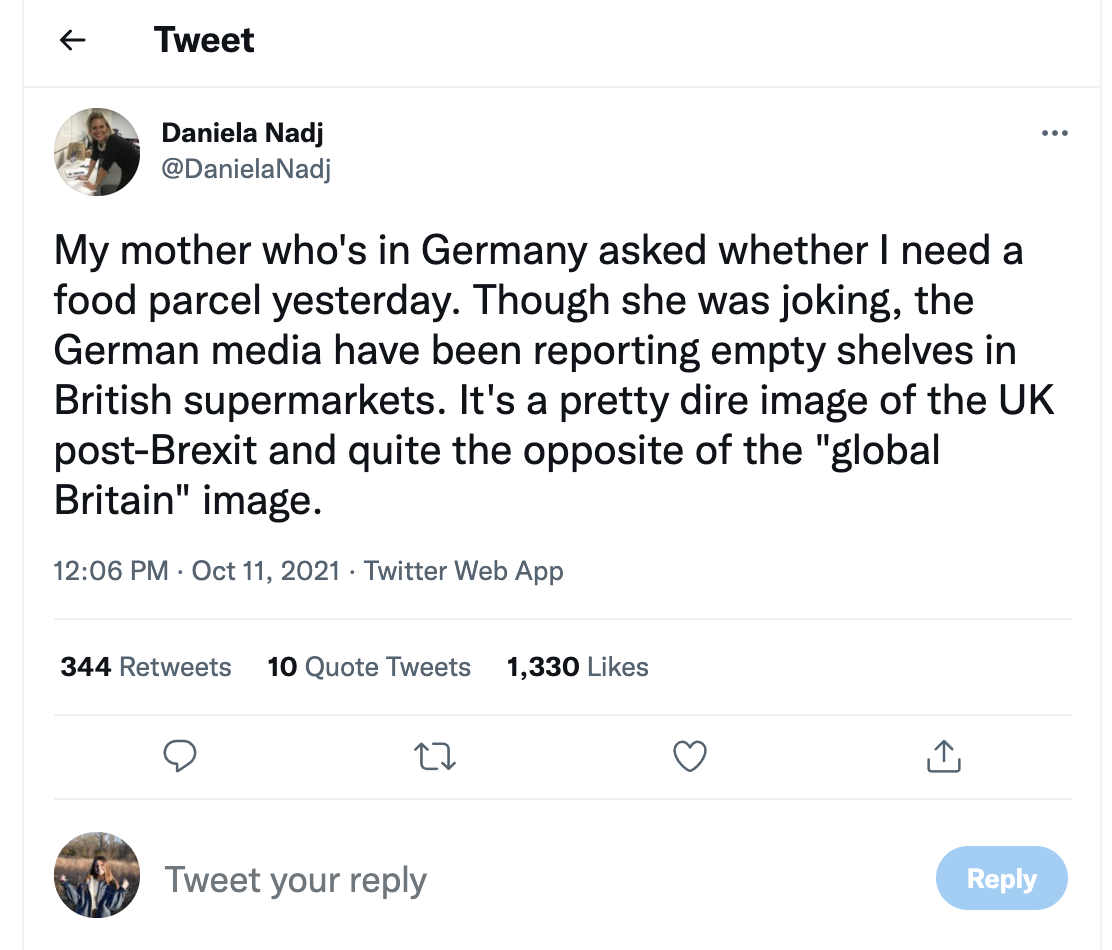 Tweet
Daniela Nadj
@DanielaNadj
My mother who's in Germany asked whether I need a
food parcel yesterday. Though she was joking, the
German media have been reporting empty shelves in
British supermarkets. It's a pretty dire image of the UK
post-Brexit and quite the opposite of the "global
Britain" image.
12:06 PM · Oct 11, 2021 · Twitter Web App
344 Retweets 10 Quote Tweets 1,330 Likes
Tweet your reply
Reply